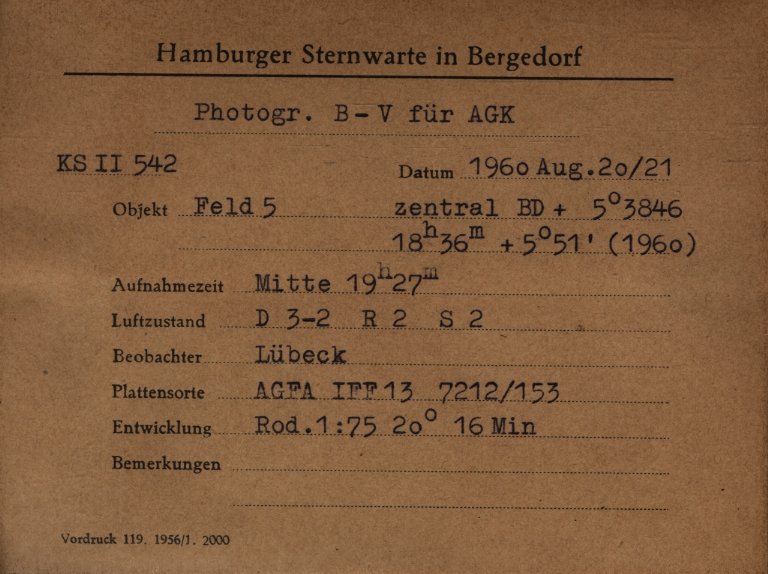 Hamburger Sternwarte in Bergedorf
Photogr. B-V für AGK
KS II 542 Datum 1960 Aug.20/21
Objekt Feld 5 zentral BD + 5°3846
18ʰ36ᵐ +5°51' (1960)
Aufnahmezeit Mitte 19ʰ27ᵐ
Luftzustand D 3-2 R 2 S 2
Beobachter Lübeck
Plattensorte AGFA IFF13 7212/153
Entwicklung Rod.1:75 20° 16 Min
Bemerkungen
Vordruck 119. 1956/1. 2000